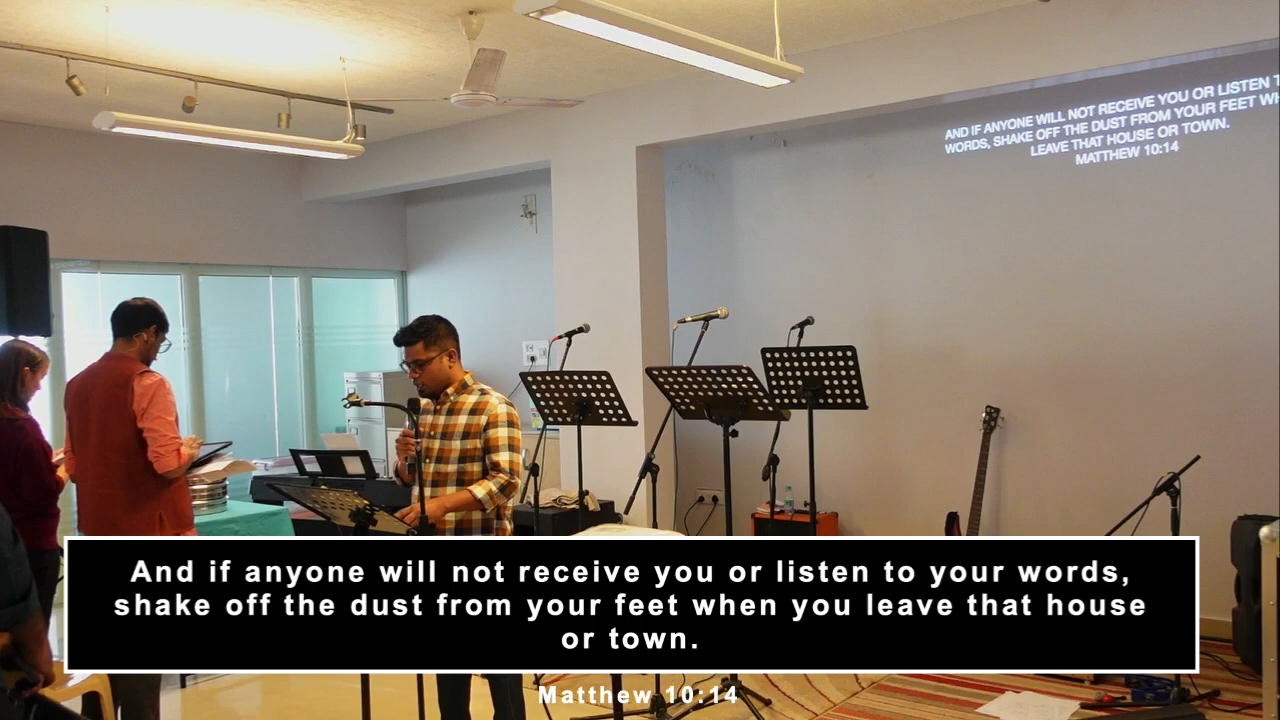 AND IF ANYONE WILL NOT RECEIVE YOU OR LISTEN T
WORDS, SHAKE OFF THE DUST FROM YOUR FEET WH
LEAVE THAT HOUSE OR TOWN.
MATTHEW 10:14
And if anyone will not receive you or listen to your words,
shake off the dust from your feet when you leave that house
or town.
Matthew 10:14